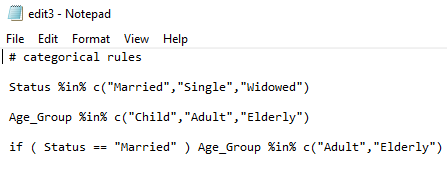 edit3 - Notepad
File Edit Format View Help
# categorical rules
Status %in% c("Married","Single","Widowed")
Age_Group %in% c("Child","Adult","Elderly")
if ( Status == "Married" ) Age_Group %in% c("Adult","Elderly")